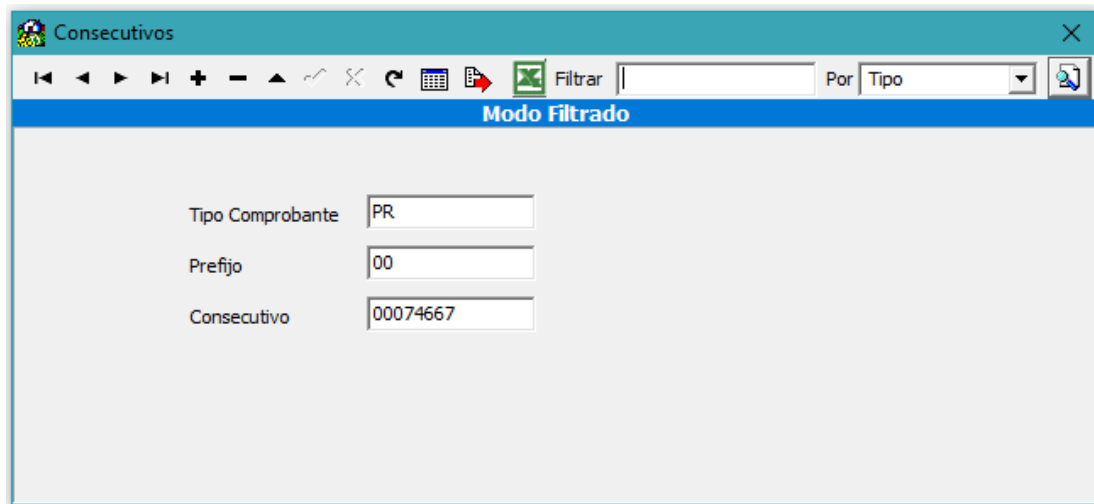 Consecutivos
Filtrar Por Tipo
Modo Filtrado
Tipo Comprobante PR
Prefijo 00
Consecutivo 00074667